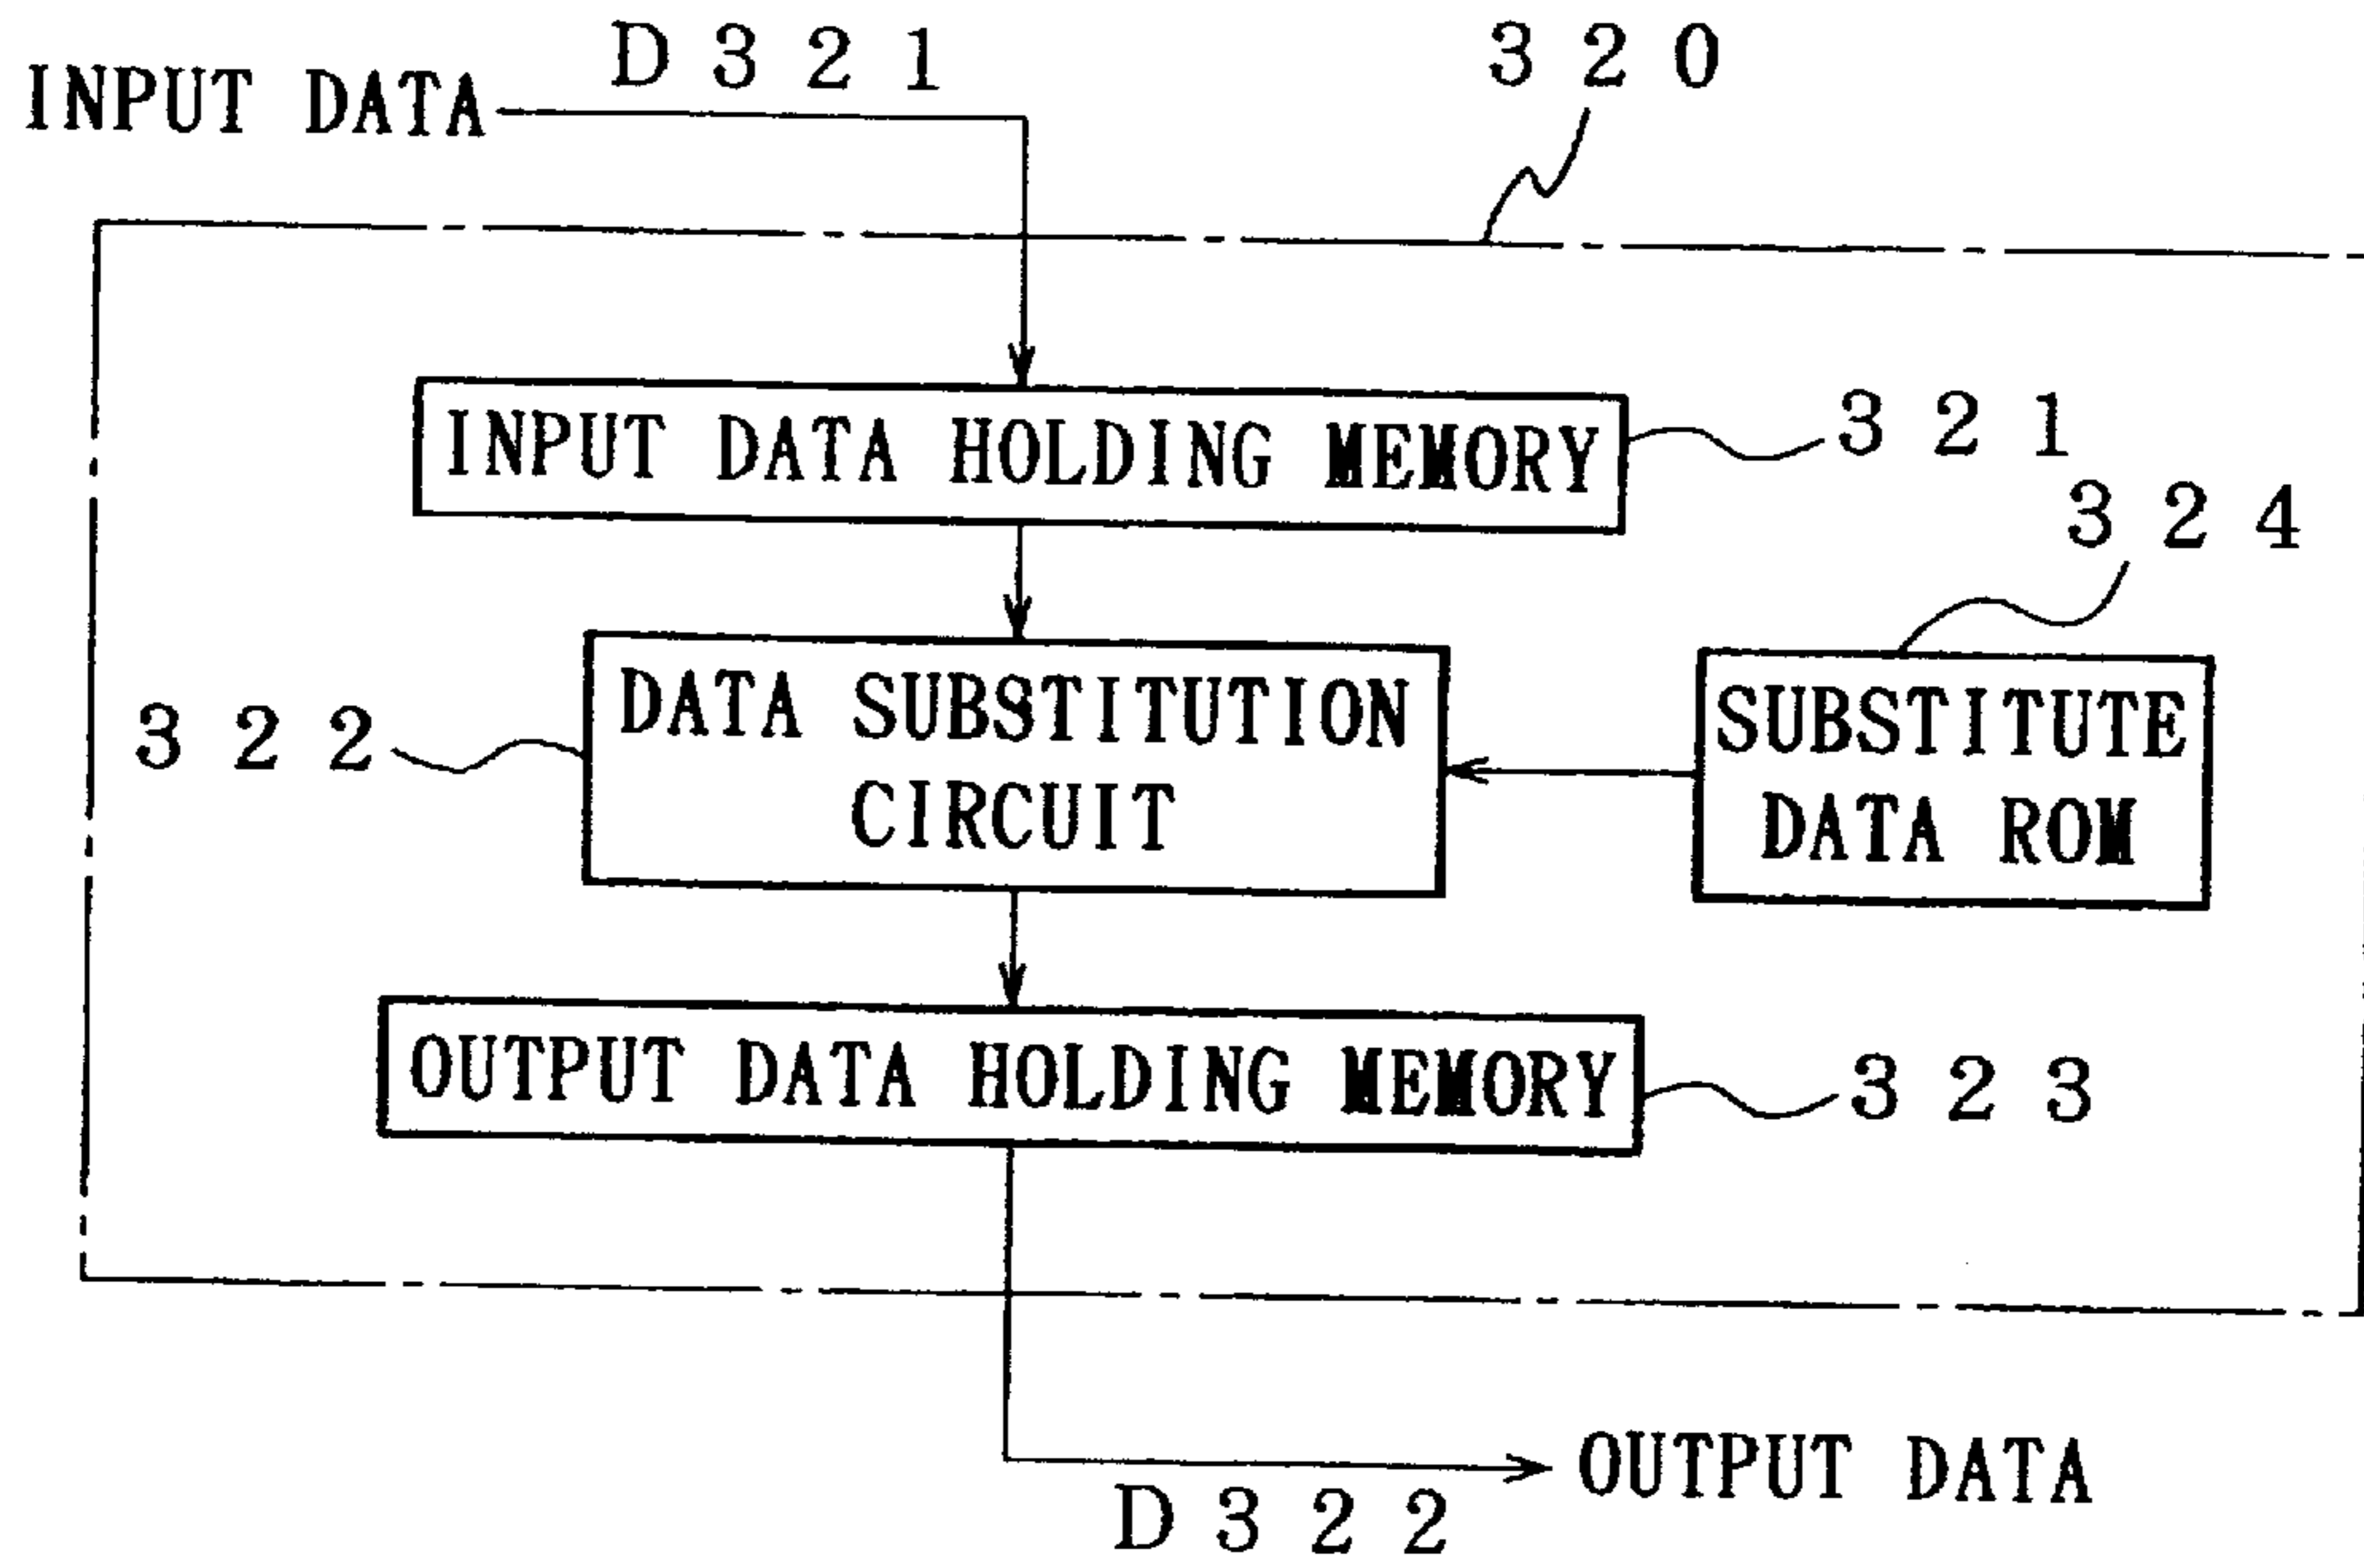 D321
320
INPUT DATA
INPUT DATA HOLDING MEMORY
321
324
322
DATA SUBSTITUTION
CIRCUIT
SUBSTITUTE
DATA ROM
OUTPUT DATA HOLDING MEMORY
323
OUTPUT DATA
D322